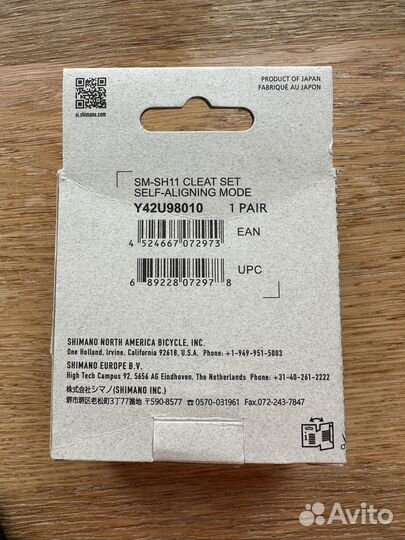 PRODUCT OF JAPAN
FABRIQUÉ AU JAPON
si.shimano.com
SM-SH11 CLEAT SET
SELF-ALIGNING MODE
Y42U98010 1 PAIR
EAN
4 524667 072973
UPC
6 89228 07297 8
SHIMANO NORTH AMERICA BICYCLE, INC.
One Holland, Irvine, California 92618, U.S.A. Phone: +1-949-951-5003
SHIMANO EUROPE B.V.
High Tech Campus 92, 5656 AG Eindhoven, The Netherlands Phone: +31-40-261-2222
株式会社シマノ(SHIMANO INC.)
堺市堺区老松町3丁77番地 〒590-8577 ☎0570-031961 Fax.072-243-7847
Avito